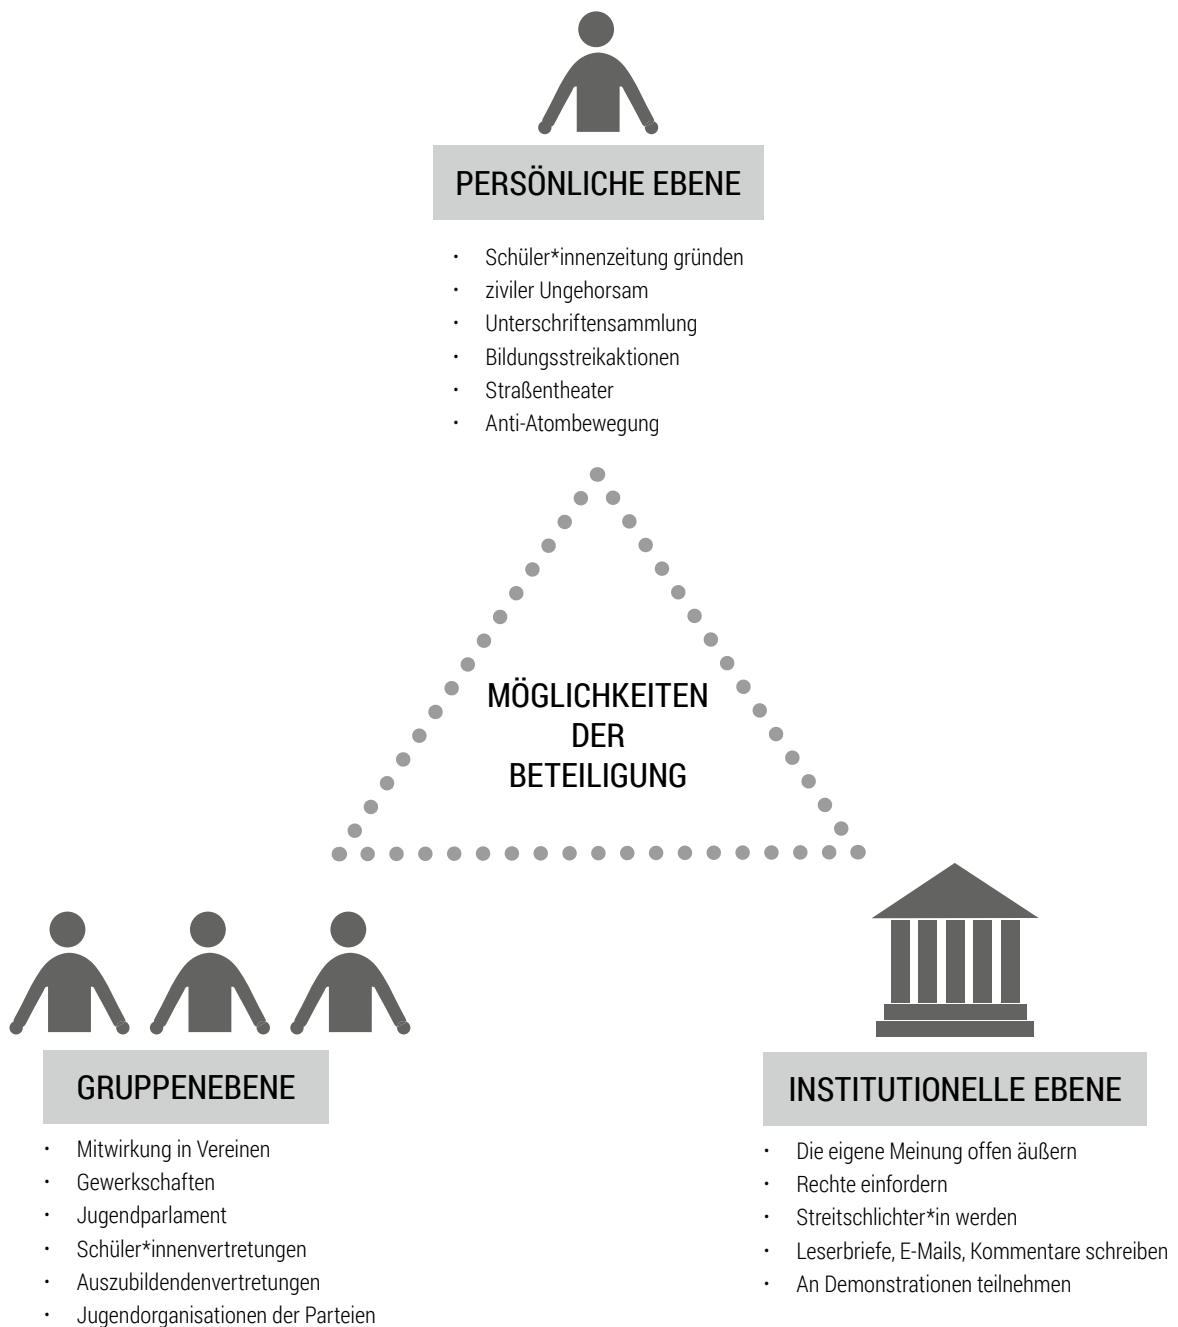 PERSÖNLICHE EBENE
• Schüler*innenzeitung gründen
• ziviler Ungehorsam
• Unterschriftensammlung
• Bildungsstreikaktionen
• Straßentheater
• Anti-Atombewegung
MÖGLICHKEITEN
DER
BETEILIGUNG
GRUPPENEBENE
• Mitwirkung in Vereinen
• Gewerkschaften
• Jugendparlament
• Schüler*innenvertretungen
• Auszubildendenvertretungen
• Jugendorganisationen der Parteien
INSTITUTIONELLE EBENE
• Die eigene Meinung offen äußern
• Rechte einfordern
• Streitschlichter*in werden
• Leserbriefe, E-Mails, Kommentare schreiben
• An Demonstrationen teilnehmen